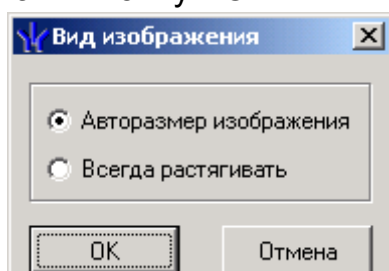 Вид изображения
Авторазмер изображения
Всегда растягивать
OK
Отмена